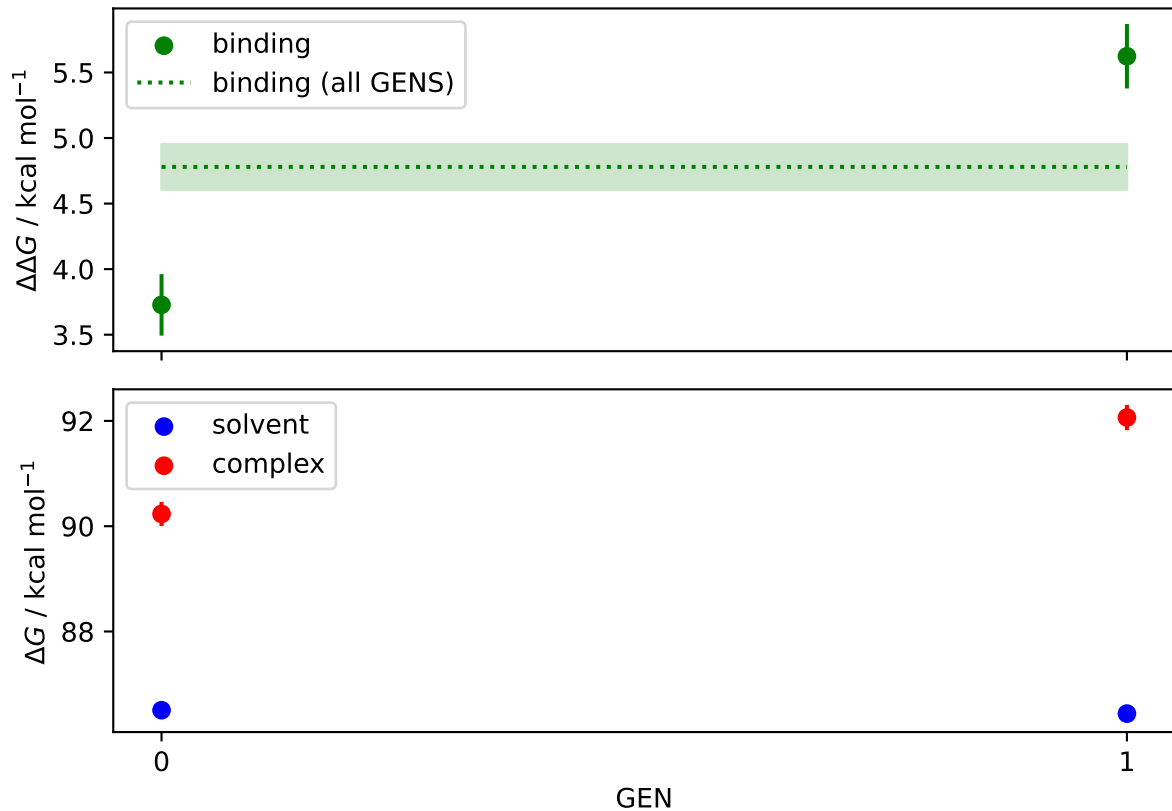 binding
binding (all GENS)
5.5
5.0
4.5
4.0
3.5
ΔΔG / kcal mol⁻¹
solvent
complex
92
90
88
ΔG / kcal mol⁻¹
0
1
GEN